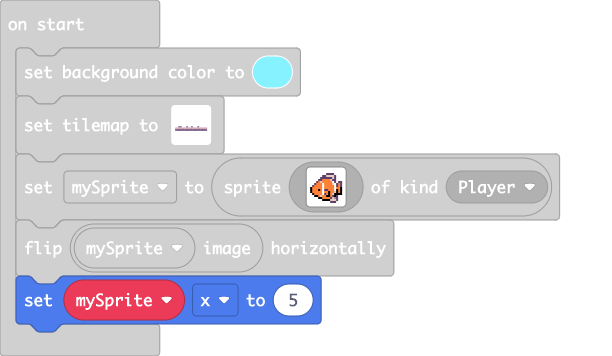 on start
set background color to
set tilemap to
set mySprite to sprite of kind Player
flip mySprite image horizontally
set mySprite x to 5